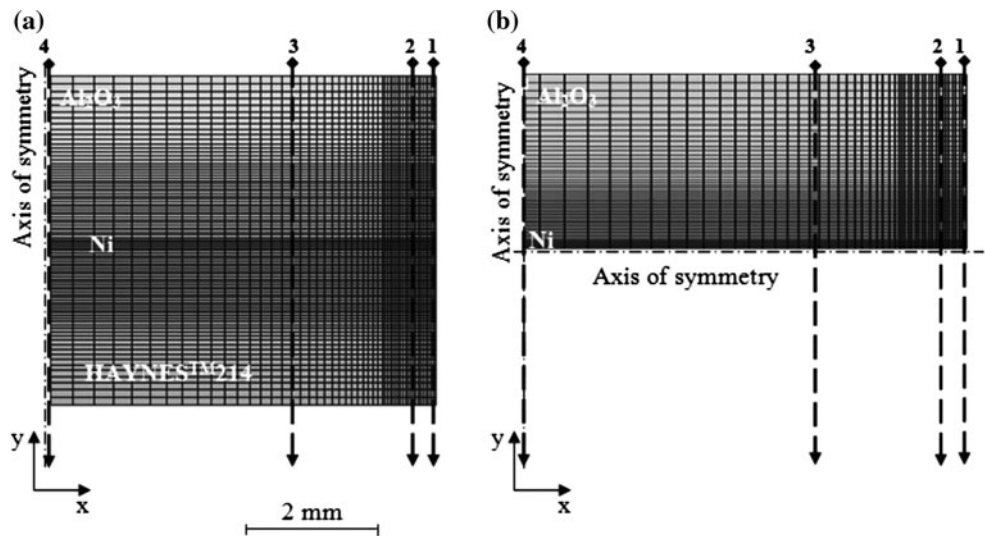 (a)
4 3 2 1
Axis of symmetry
Al₂O₃
Ni
HAYNES™214
y
x
2 mm
(b)
4 3 2 1
Axis of symmetry
Al₂O₃
Ni
Axis of symmetry
y
x